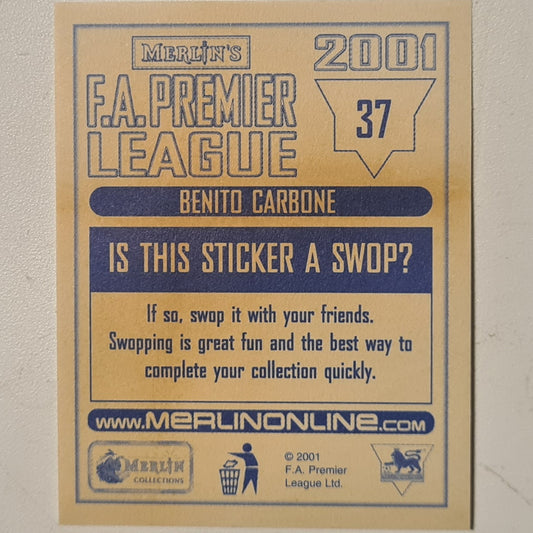 MERLIN'S
2001
F.A. PREMIER
LEAGUE
37
BENITO CARBONE
IS THIS STICKER A SWOP?
If so, swop it with your friends.
Swopping is great fun and the best way to
complete your collection quickly.
www.MERLINONLINE.com
MERLIN
COLLECTIONS
© 2001
F.A. Premier
League Ltd.